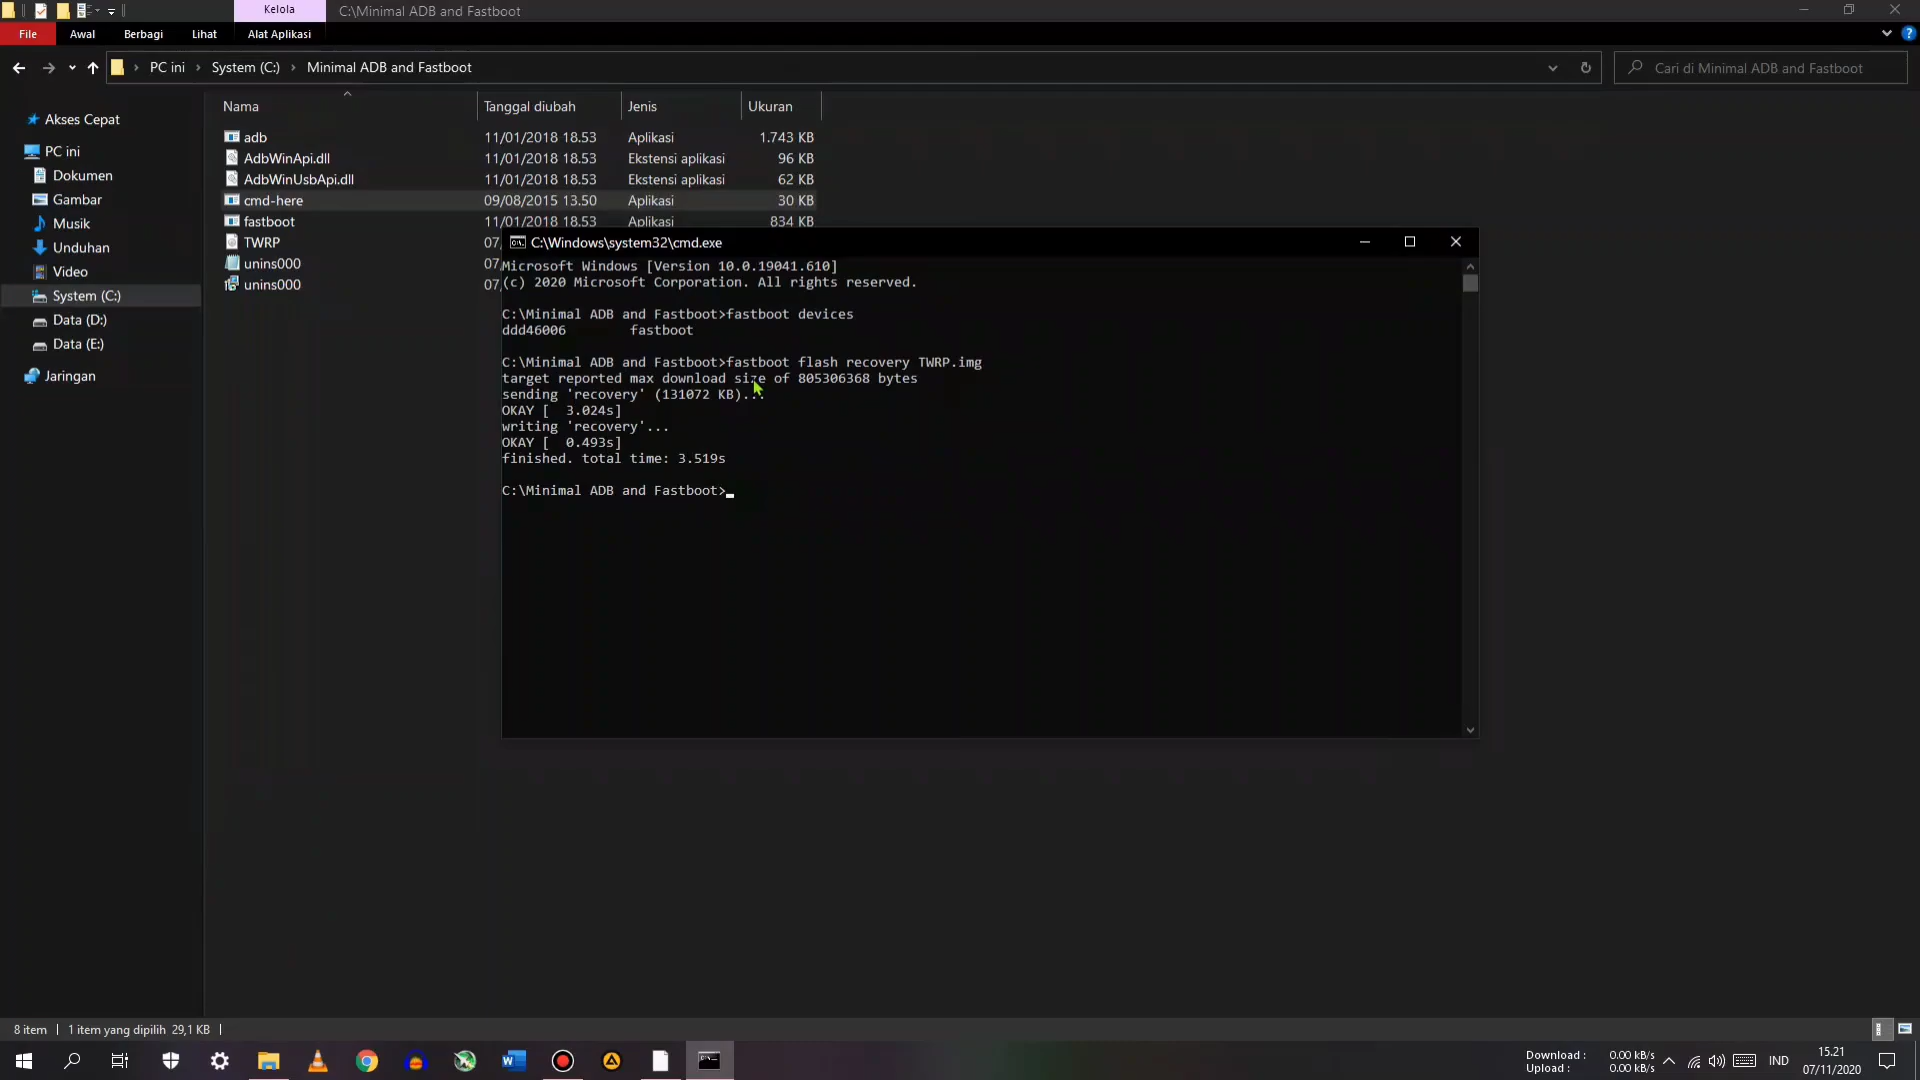 Kelola
C:\Minimal ADB and Fastboot
File
Awal
Berbagi
Lihat
Alat Aplikasi
PC ini
System (C:)
Minimal ADB and Fastboot
Cari di Minimal ADB and Fastboot
Akses Cepat
PC ini
Dokumen
Gambar
Musik
Unduhan
Video
System (C:)
Data (D:)
Data (E:)
Jaringan
Nama Tanggal diubah Jenis Ukuran
adb 11/01/2018 18.53 Aplikasi 1.743 KB
AdbWinApi.dll 11/01/2018 18.53 Ekstensi aplikasi 96 KB
AdbWinUsbApi.dll 11/01/2018 18.53 Ekstensi aplikasi 62 KB
cmd-here 09/08/2015 13.50 Aplikasi 30 KB
fastboot 11/01/2018 18.53 Aplikasi 834 KB
TWRP 07,
unins000 07,
unins000 07,
C:\Windows\system32\cmd.exe
Microsoft Windows [Version 10.0.19041.610]
(c) 2020 Microsoft Corporation. All rights reserved.
C:\Minimal ADB and Fastboot>fastboot devices
ddd46006 fastboot
C:\Minimal ADB and Fastboot>fastboot flash recovery TWRP.img
target reported max download size of 805306368 bytes
sending 'recovery' (131072 KB)...
OKAY [ 3.024s]
writing 'recovery'...
OKAY [ 0.493s]
finished. total time: 3.519s
C:\Minimal ADB and Fastboot>
8 item 1 item yang dipilih 29,1 KB
Download : 0.00 kB/s
Upload : 0.00 kB/s
IND
15.21
07/11/2020